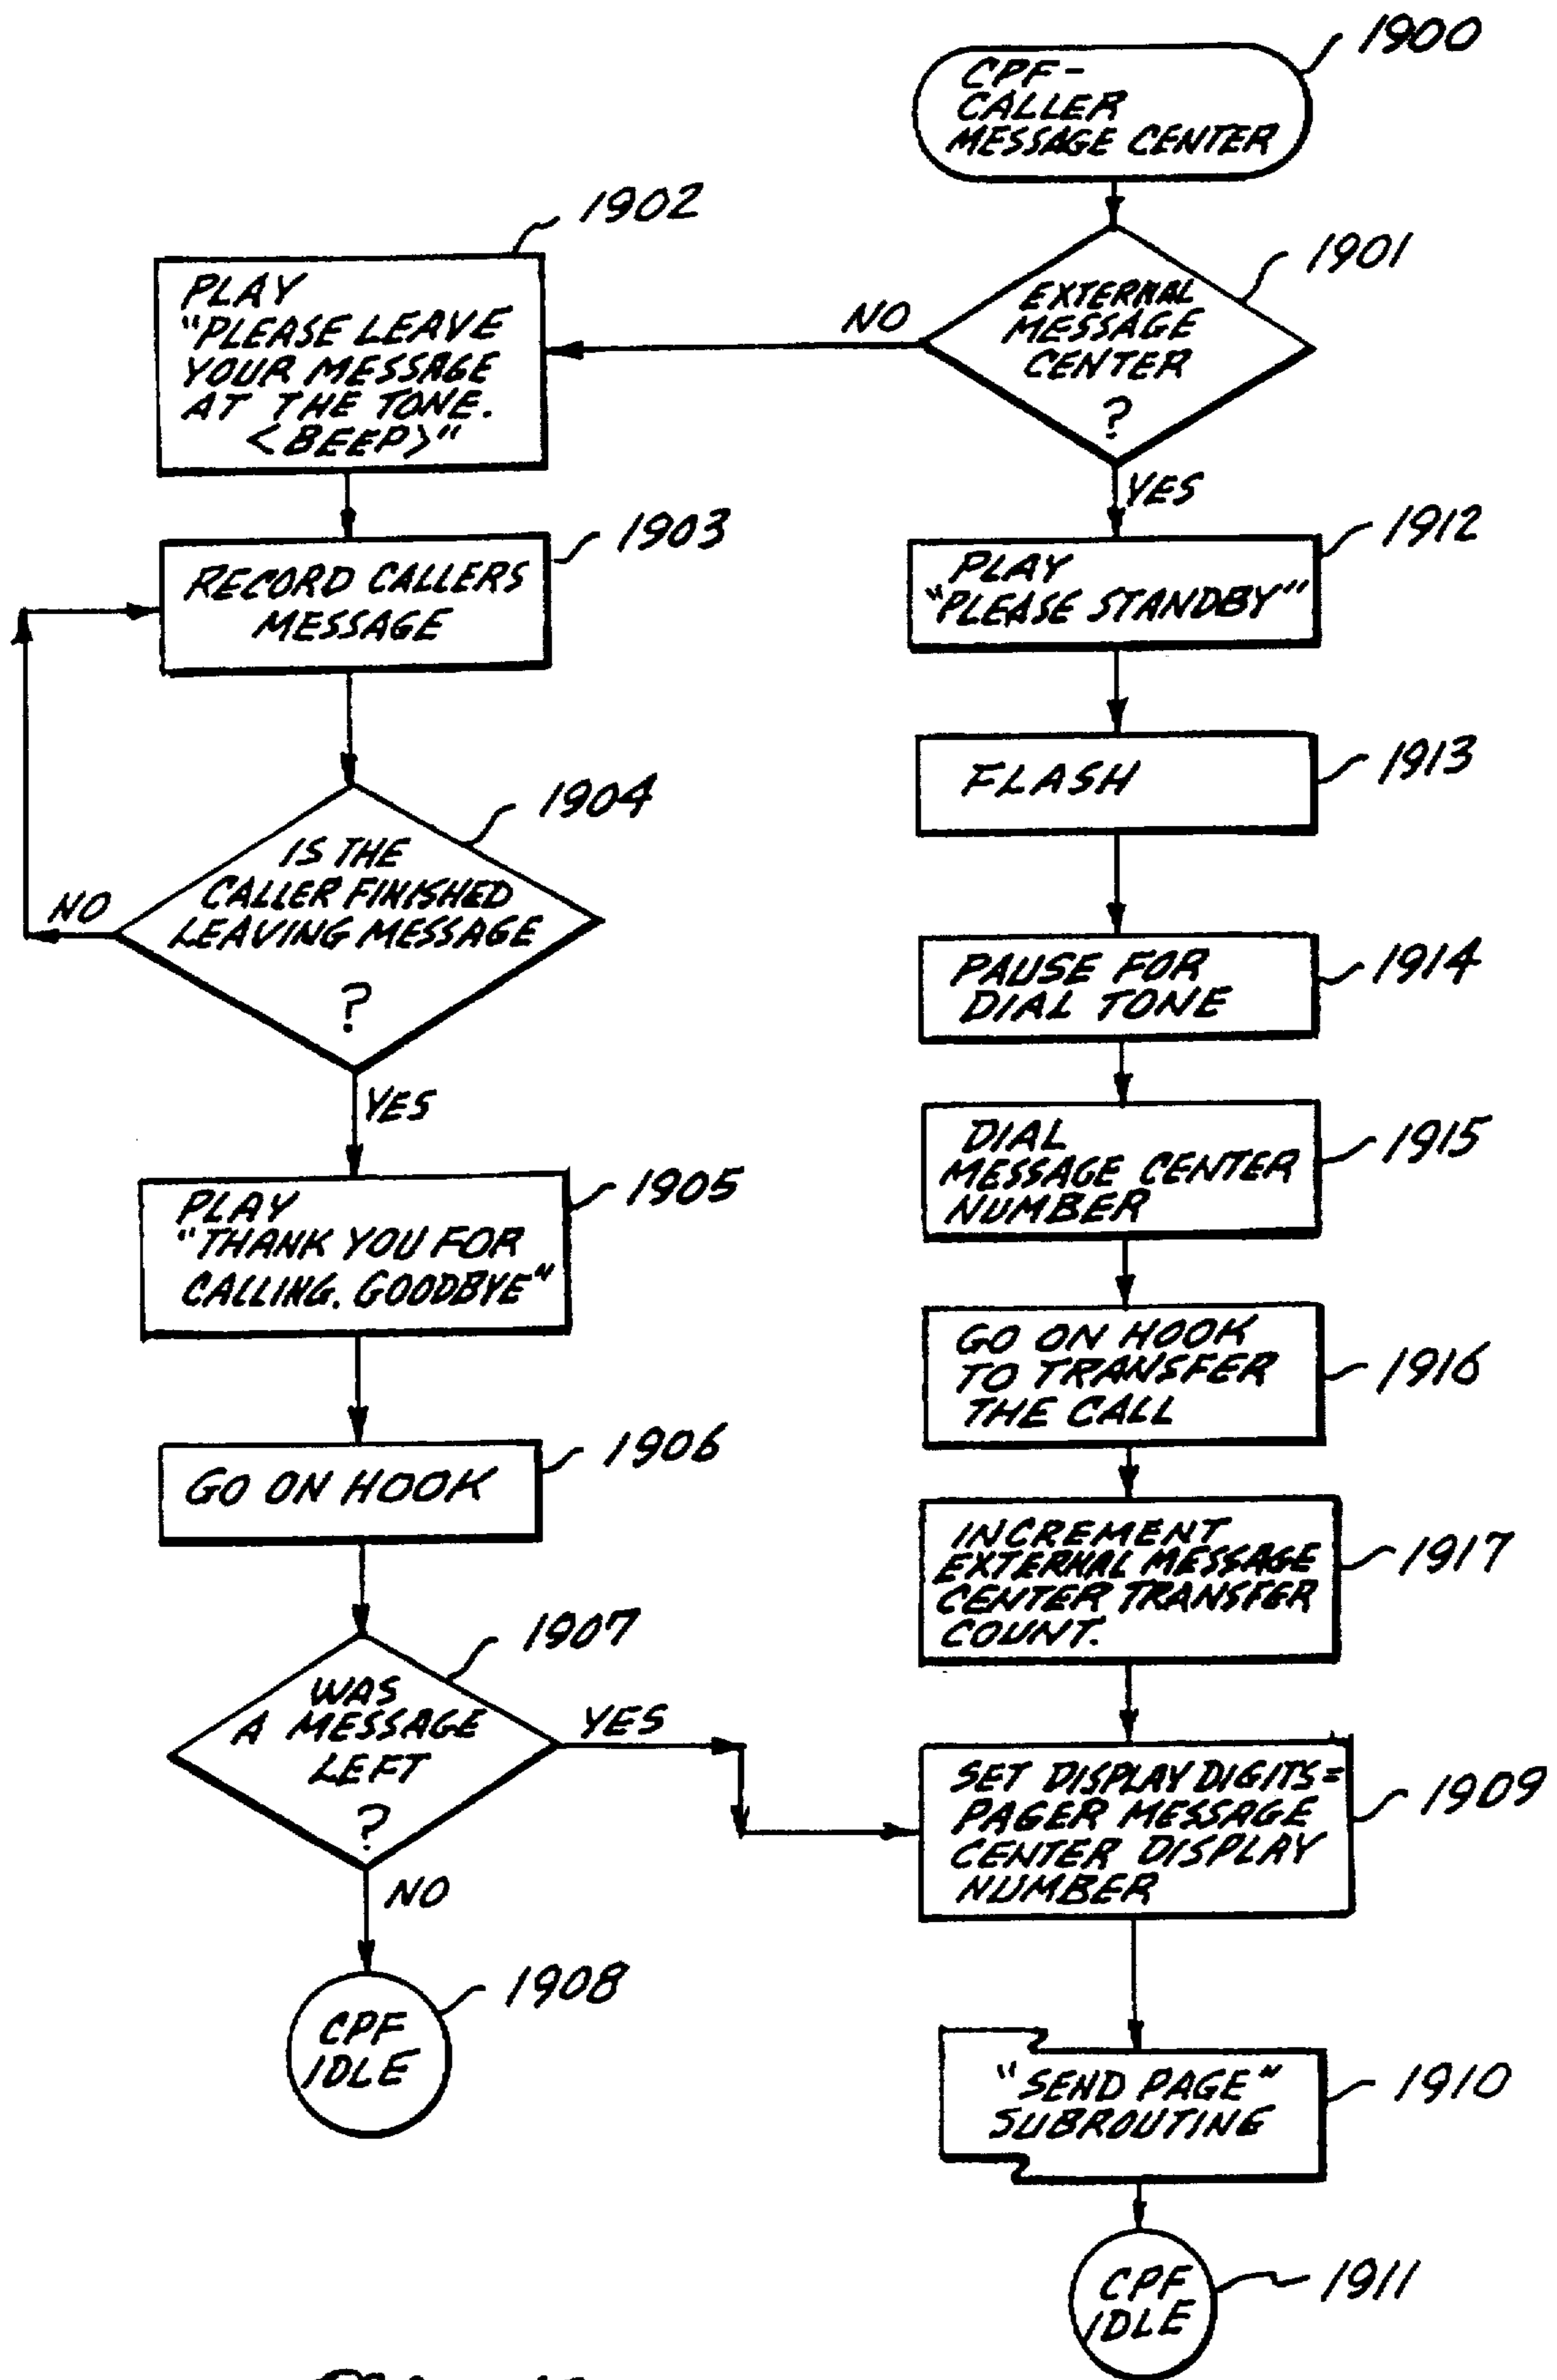 1900
CPF-
CALLER
MESSAGE CENTER
1901
EXTERNAL
MESSAGE
CENTER
?
NO
YES
1902
PLAY
"PLEASE LEAVE
YOUR MESSAGE
AT THE TONE.
<BEEP>"
1903
RECORD CALLERS
MESSAGE
1904
IS THE
CALLER FINISHED
LEAVING MESSAGE
?
NO
YES
1905
PLAY
"THANK YOU FOR
CALLING. GOODBYE"
1906
GO ON HOOK
1907
WAS
A MESSAGE
LEFT
?
YES
NO
1908
CPF
IDLE
1912
PLAY
"PLEASE STANDBY"
1913
FLASH
1914
PAUSE FOR
DIAL TONE
1915
DIAL
MESSAGE CENTER
NUMBER
1916
GO ON HOOK
TO TRANSFER
THE CALL
1917
INCREMENT
EXTERNAL MESSAGE
CENTER TRANSFER
COUNT.
1909
SET DISPLAY DIGITS=
PAGER MESSAGE
CENTER DISPLAY
NUMBER
1910
"SEND PAGE"
SUBROUTINE
1911
CPF
IDLE